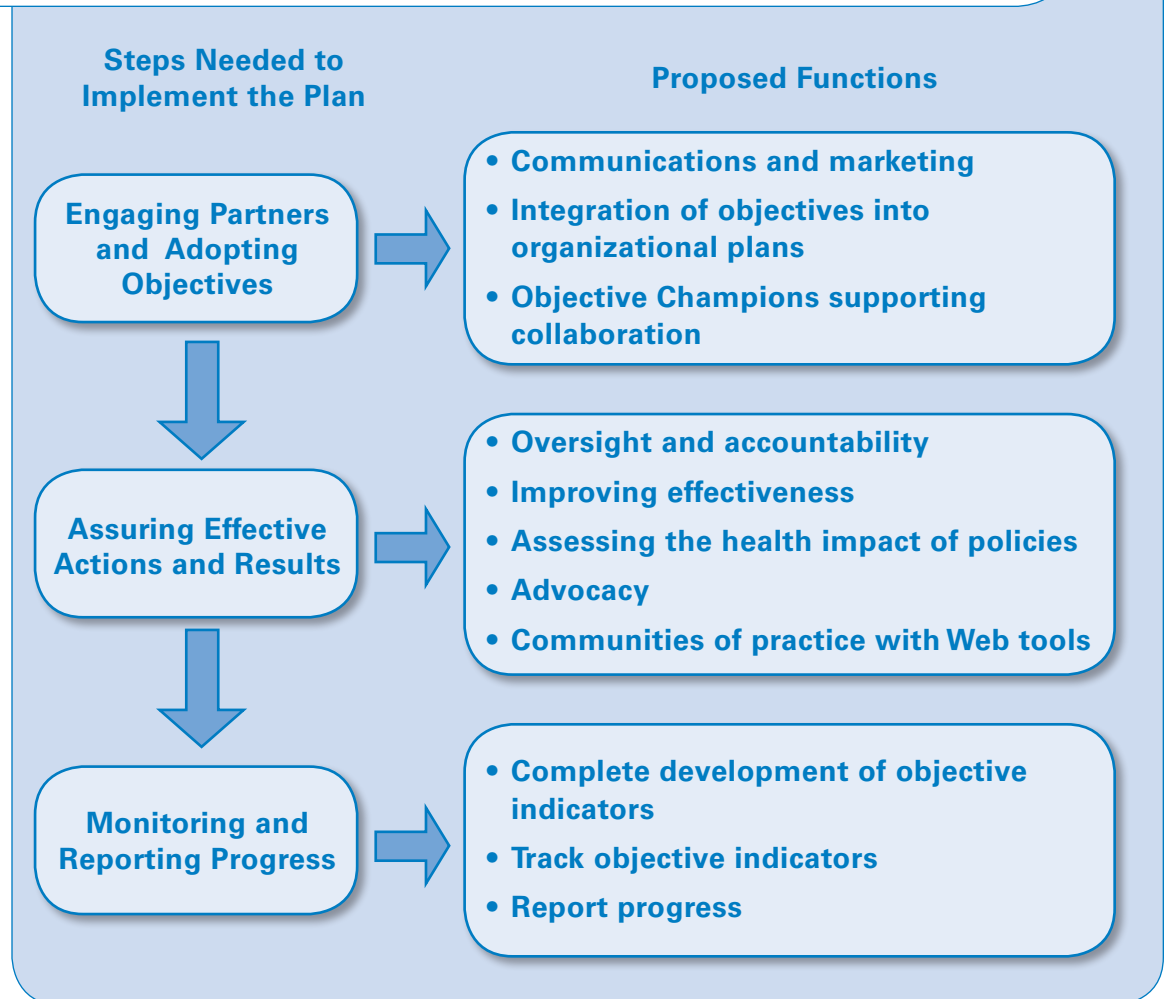 Steps Needed to
Implement the Plan
Proposed Functions
Engaging Partners
and Adopting
Objectives
• Communications and marketing
• Integration of objectives into
organizational plans
• Objective Champions supporting
collaboration
Assuring Effective
Actions and Results
• Oversight and accountability
• Improving effectiveness
• Assessing the health impact of policies
• Advocacy
• Communities of practice with Web tools
Monitoring and
Reporting Progress
• Complete development of objective
indicators
• Track objective indicators
• Report progress